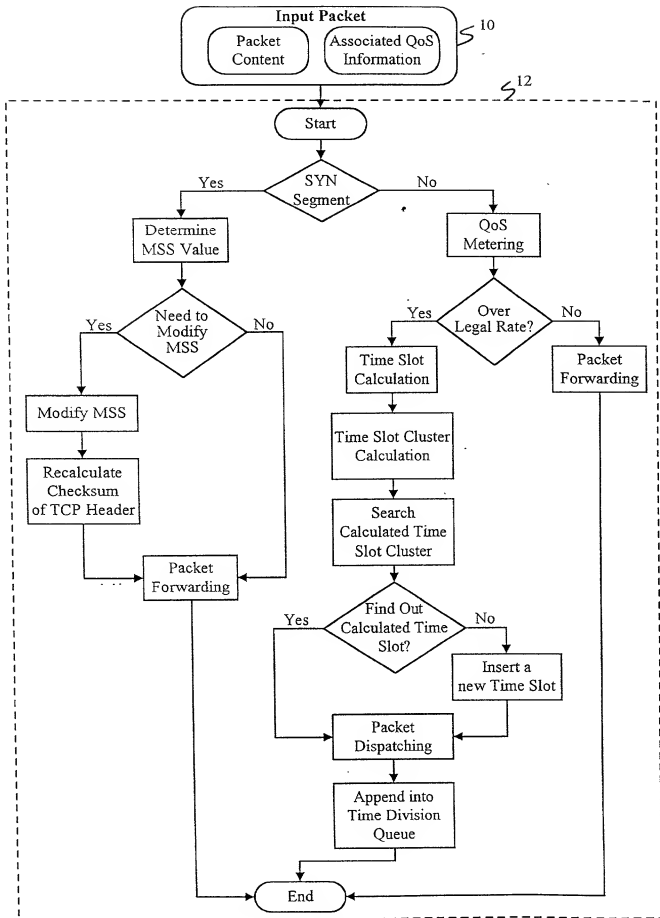 Input Packet
Packet
Content
Associated QoS
Information
10
12
Start
SYN
Segment
Yes
No
Determine
MSS Value
QoS
Metering
Need to
Modify
MSS
Yes
No
Over
Legal Rate?
Yes
No
Time Slot
Calculation
Packet
Forwarding
Modify MSS
Time Slot Cluster
Calculation
Recalculate
Checksum
of TCP Header
Search
Calculated Time
Slot Cluster
Packet
Forwarding
Find Out
Calculated Time
Slot?
Yes
No
Insert a
new Time Slot
Packet
Dispatching
Append into
Time Division
Queue
End